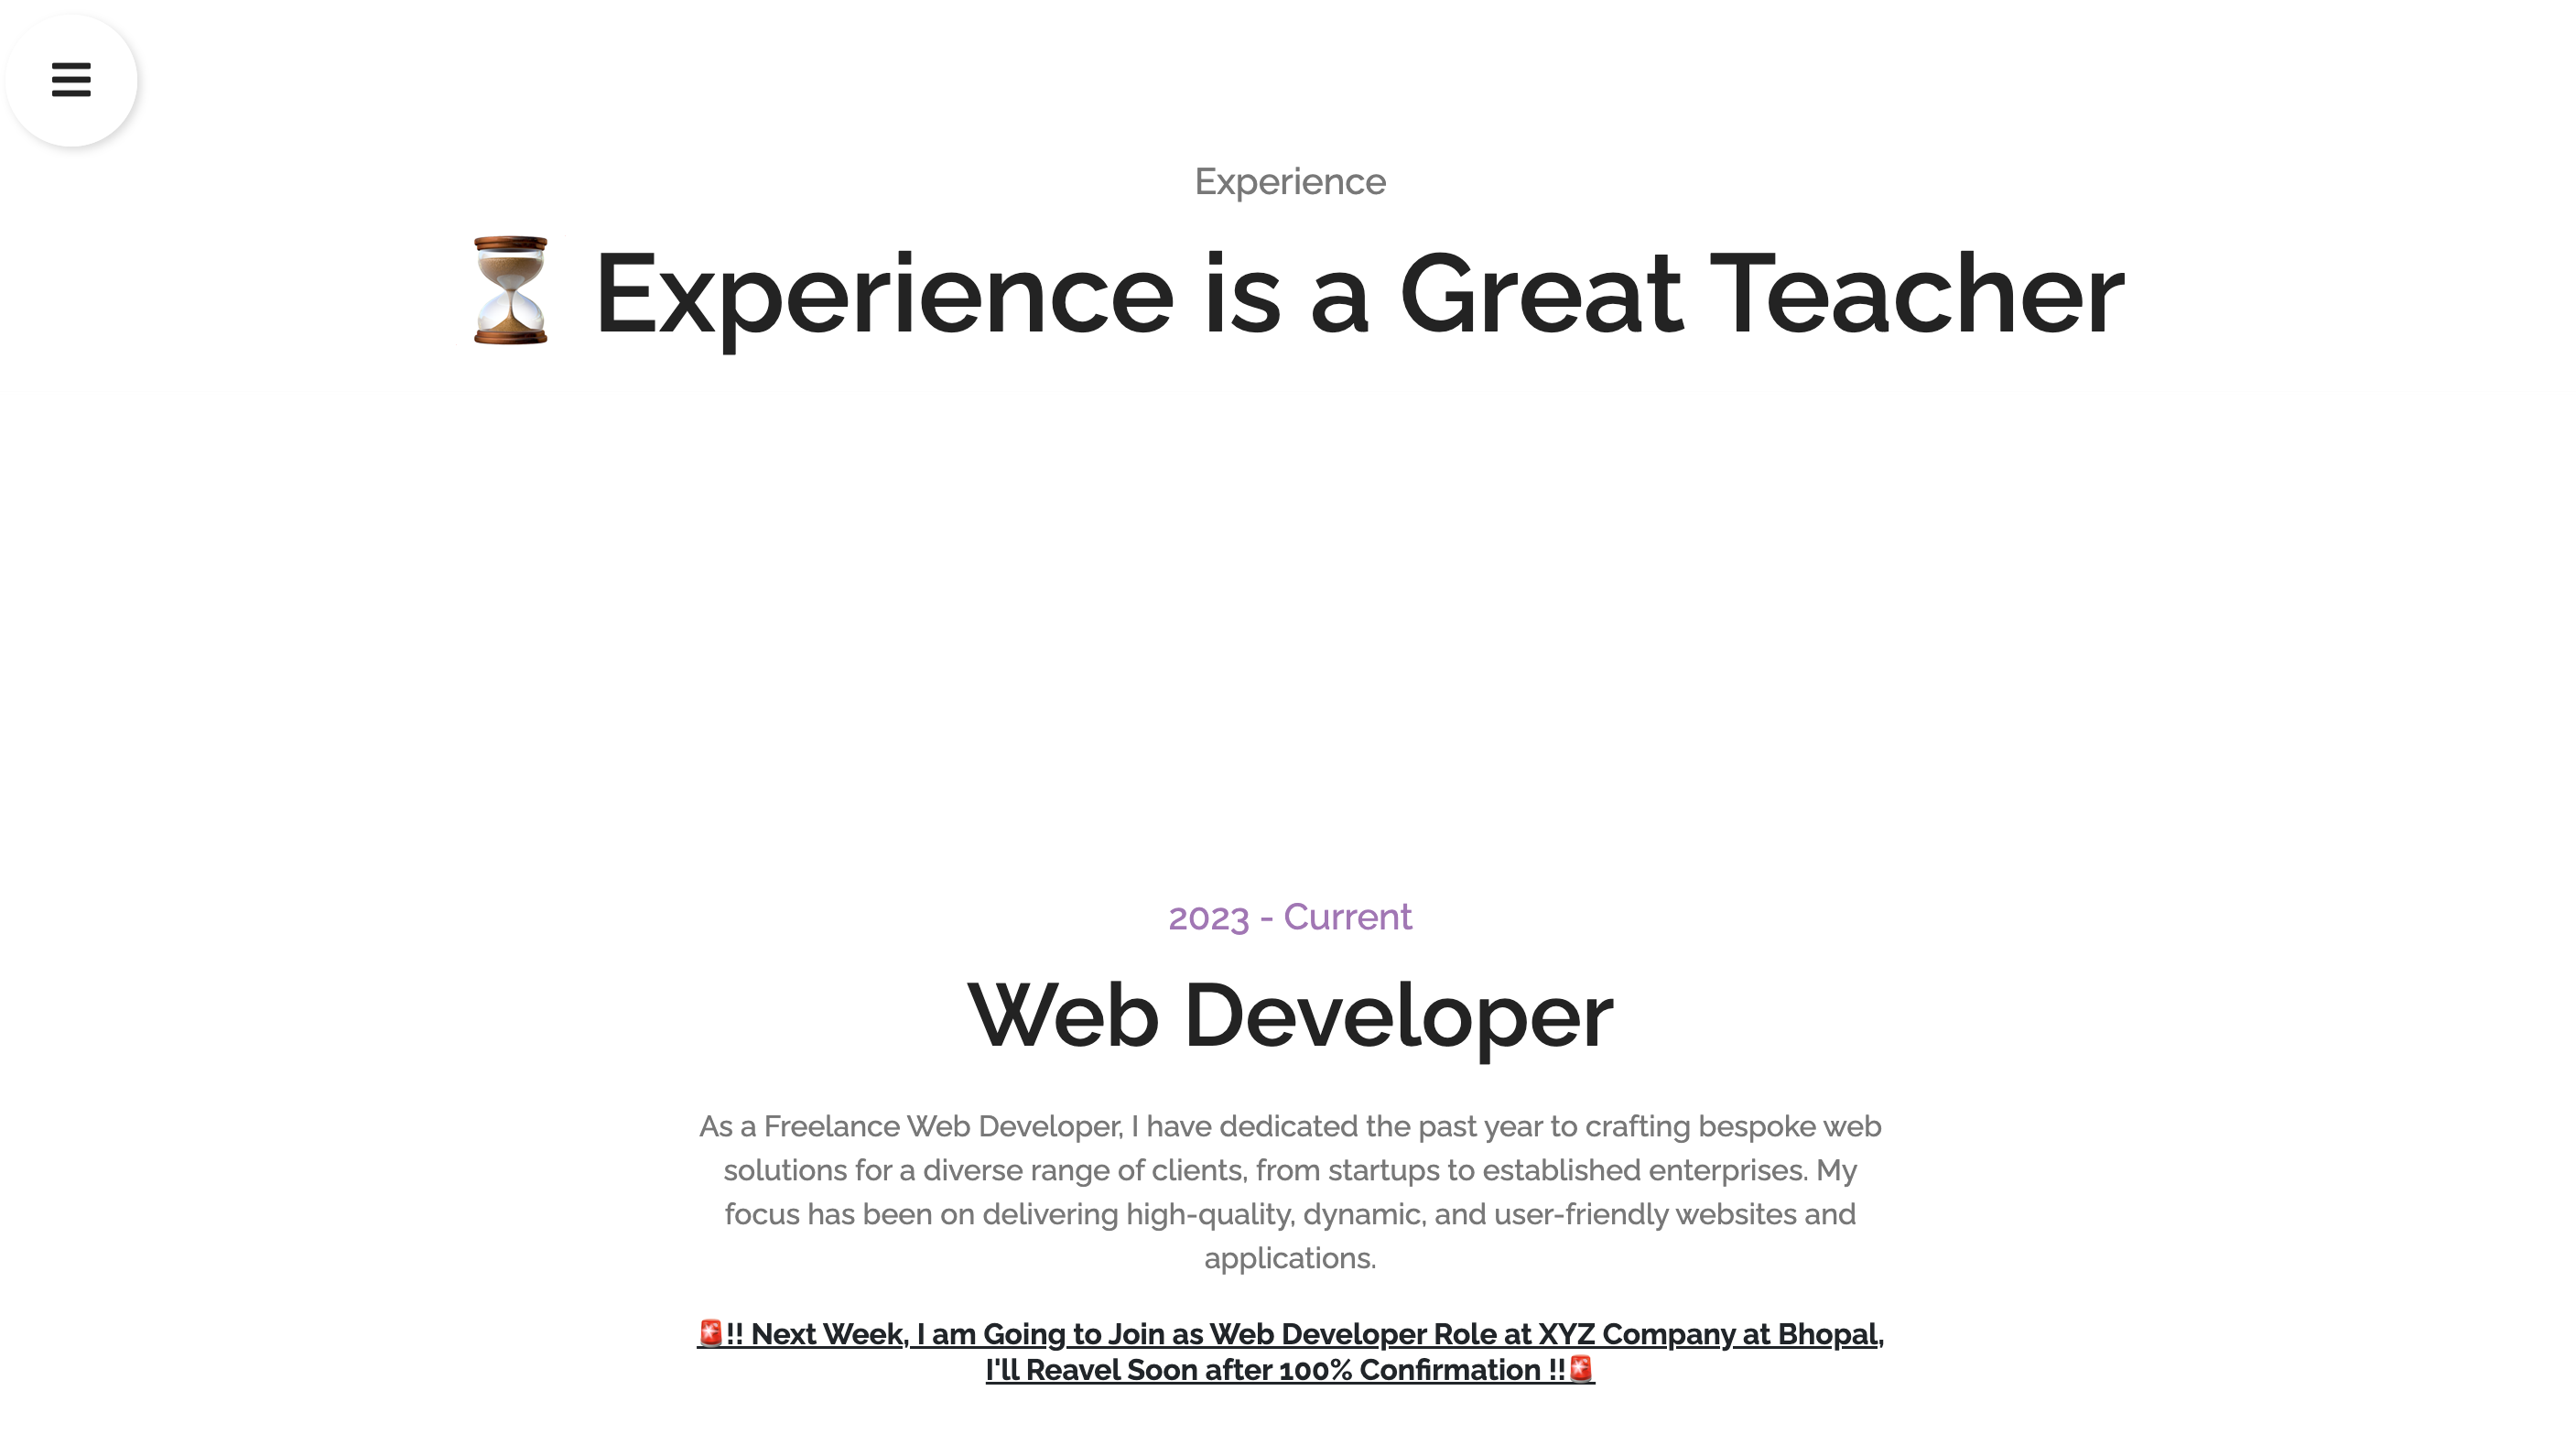 Experience
⏳ Experience is a Great Teacher
2023 - Current
Web Developer
As a Freelance Web Developer, I have dedicated the past year to crafting bespoke web
solutions for a diverse range of clients, from startups to established enterprises. My
focus has been on delivering high-quality, dynamic, and user-friendly websites and
applications.
🚨!! Next Week, I am Going to Join as Web Developer Role at XYZ Company at Bhopal,
I'll Reavel Soon after 100% Confirmation !!🚨